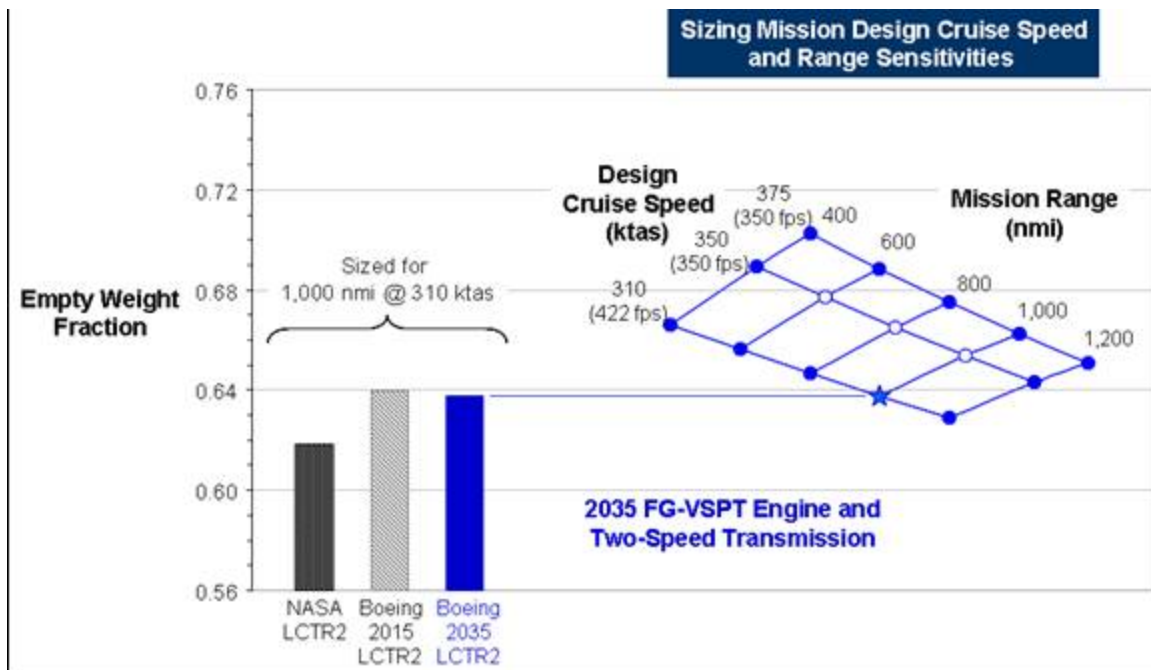 Sizing Mission Design Cruise Speed
and Range Sensitivities
0.76
0.72
0.68
0.64
0.60
0.56
Empty Weight
Fraction
Sized for
1,000 nmi @ 310 ktas
Design
Cruise Speed
(ktas)
375
(350 fps)
350
(350 fps)
310
(422 fps)
Mission Range
(nmi)
400
600
800
1,000
1,200
2035 FG-VSPT Engine and
Two-Speed Transmission
NASA
LCTR2
Boeing
2015
LCTR2
Boeing
2035
LCTR2